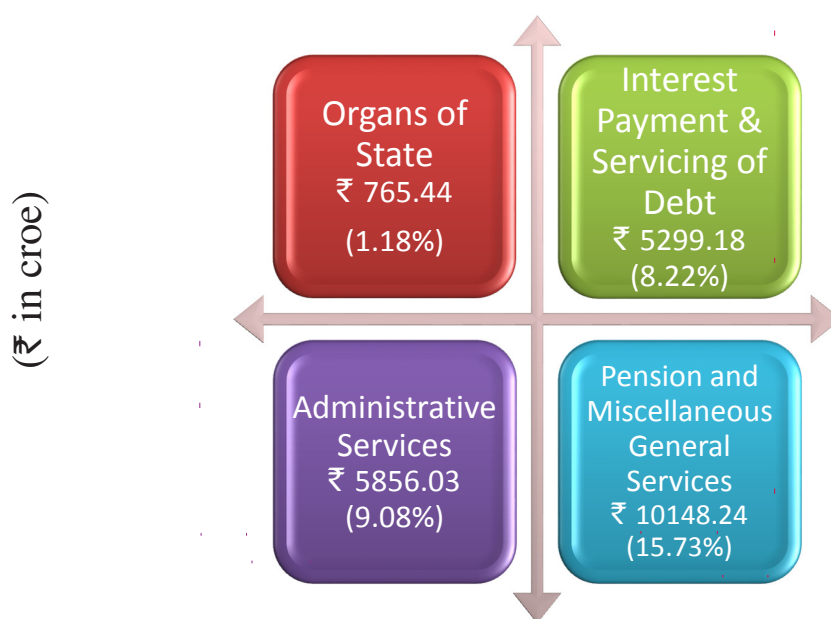 (₹ in croe)
Organs of
State
₹ 765.44
(1.18%)
Interest
Payment &
Servicing of
Debt
₹ 5299.18
(8.22%)
Administrative
Services
₹ 5856.03
(9.08%)
Pension and
Miscellaneous
General
Services
₹ 10148.24
(15.73%)